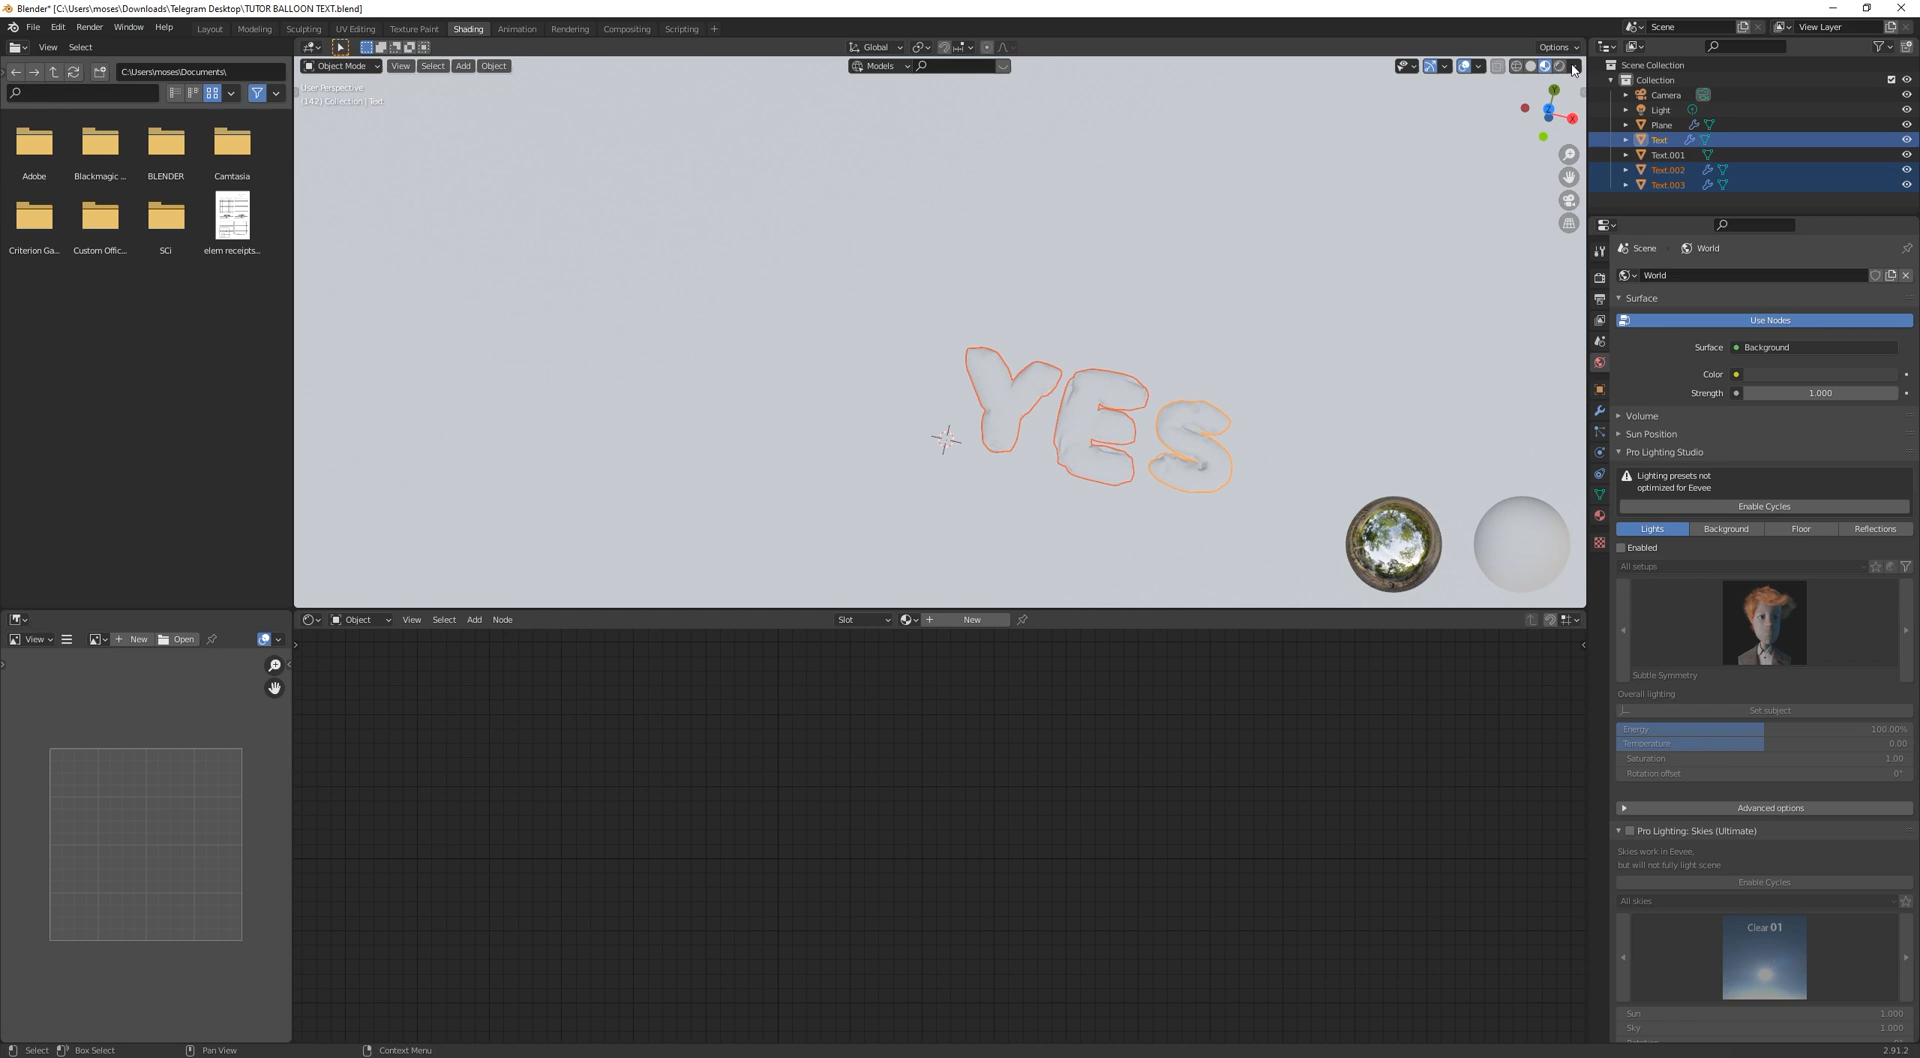 Blender* [C:\Users\moses\Downloads\Telegram Desktop\TUTOR BALLOON TEXT.blend]
File Edit Render Window Help Layout Modeling Sculpting UV Editing Texture Paint Shading Animation Rendering Compositing Scripting + Scene View Layer
View Select
Global Options
C:\Users\moses\Documents\
Object Mode View Select Add Object Models
User Perspective
(142) Collection | Text
Adobe Blackmagic ... BLENDER Camtasia
Criterion Ga... Custom Offic... SCi elem receipts...
YES
Y
Z
X
Scene Collection
Collection
Camera
Light
Plane
Text
Text.001
Text.002
Text.003
Scene World
World
Surface
Use Nodes
Surface Background
Color
Strength 1.000
Volume
Sun Position
Pro Lighting Studio
Lighting presets not
optimized for Eevee
Enable Cycles
Lights Background Floor Reflections
Enabled
All setups
Subtle Symmetry
Overall lighting
Set subject
Energy 100.00%
Temperature 0.00
Saturation 1.00
Rotation offset 0°
Advanced options
Pro Lighting: Skies (Ultimate)
Skies work in Eevee,
but will not fully light scene
Enable Cycles
All skies
Clear 01
Sun 1.000
Sky 1.000
View + New Open
Object View Select Add Node Slot + New
Select Box Select Pan View Context Menu 2.91.2